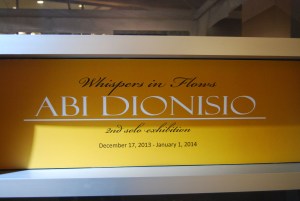 Whispers in Flows
ABI DIONISIO
2nd solo exhibition
December 17, 2013 - January 1, 2014